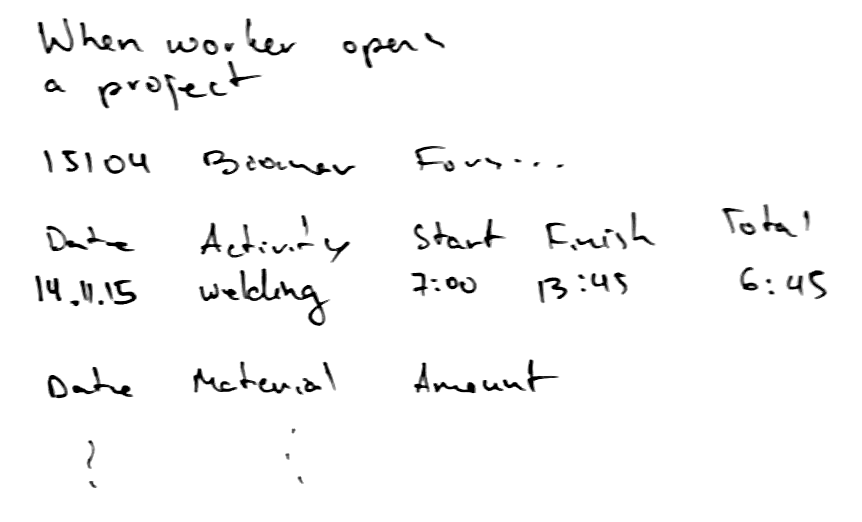 When worker opens
a project
15104 Boomer
Date Activity Start Finish Total
14.11.15 welding 7:00 13:45 6:45
Date Material Amount